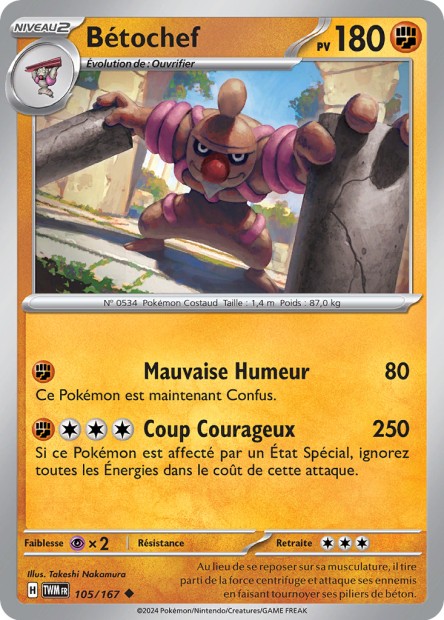 NIVEAU2
Bétochef
PV 180
Évolution de : Ouvrifier
N° 0534 Pokémon Costaud Taille : 1,4 m Poids : 87,0 kg
Mauvaise Humeur 80
Ce Pokémon est maintenant Confus.
Coup Courageux 250
Si ce Pokémon est affecté par un État Spécial, ignorez
toutes les Énergies dans le coût de cette attaque.
Faiblesse ×2 Résistance Retraite
Illus. Takeshi Nakamura
H TWM FR 105/167
Au lieu de se reposer sur sa musculature, il tire
parti de la force centrifuge et attaque ses ennemis
en faisant tournoyer ses piliers de béton.
©2024 Pokémon/Nintendo/Creatures/GAME FREAK